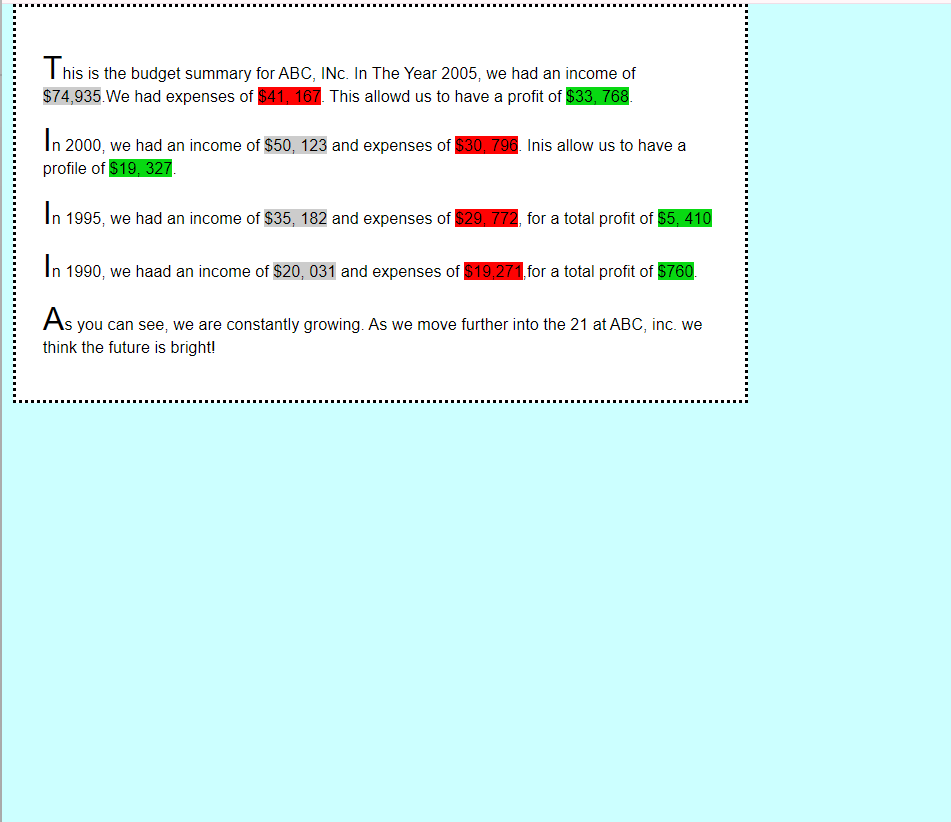 This is the budget summary for ABC, INc. In The Year 2005, we had an income of
$74,935.We had expenses of $41, 167. This allowd us to have a profit of $33, 768.
In 2000, we had an income of $50, 123 and expenses of $30, 796. Inis allow us to have a
profile of $19, 327.
In 1995, we had an income of $35, 182 and expenses of $29, 772, for a total profit of $5, 410
In 1990, we haad an income of $20, 031 and expenses of $19,271,for a total profit of $760.
As you can see, we are constantly growing. As we move further into the 21 at ABC, inc. we
think the future is bright!